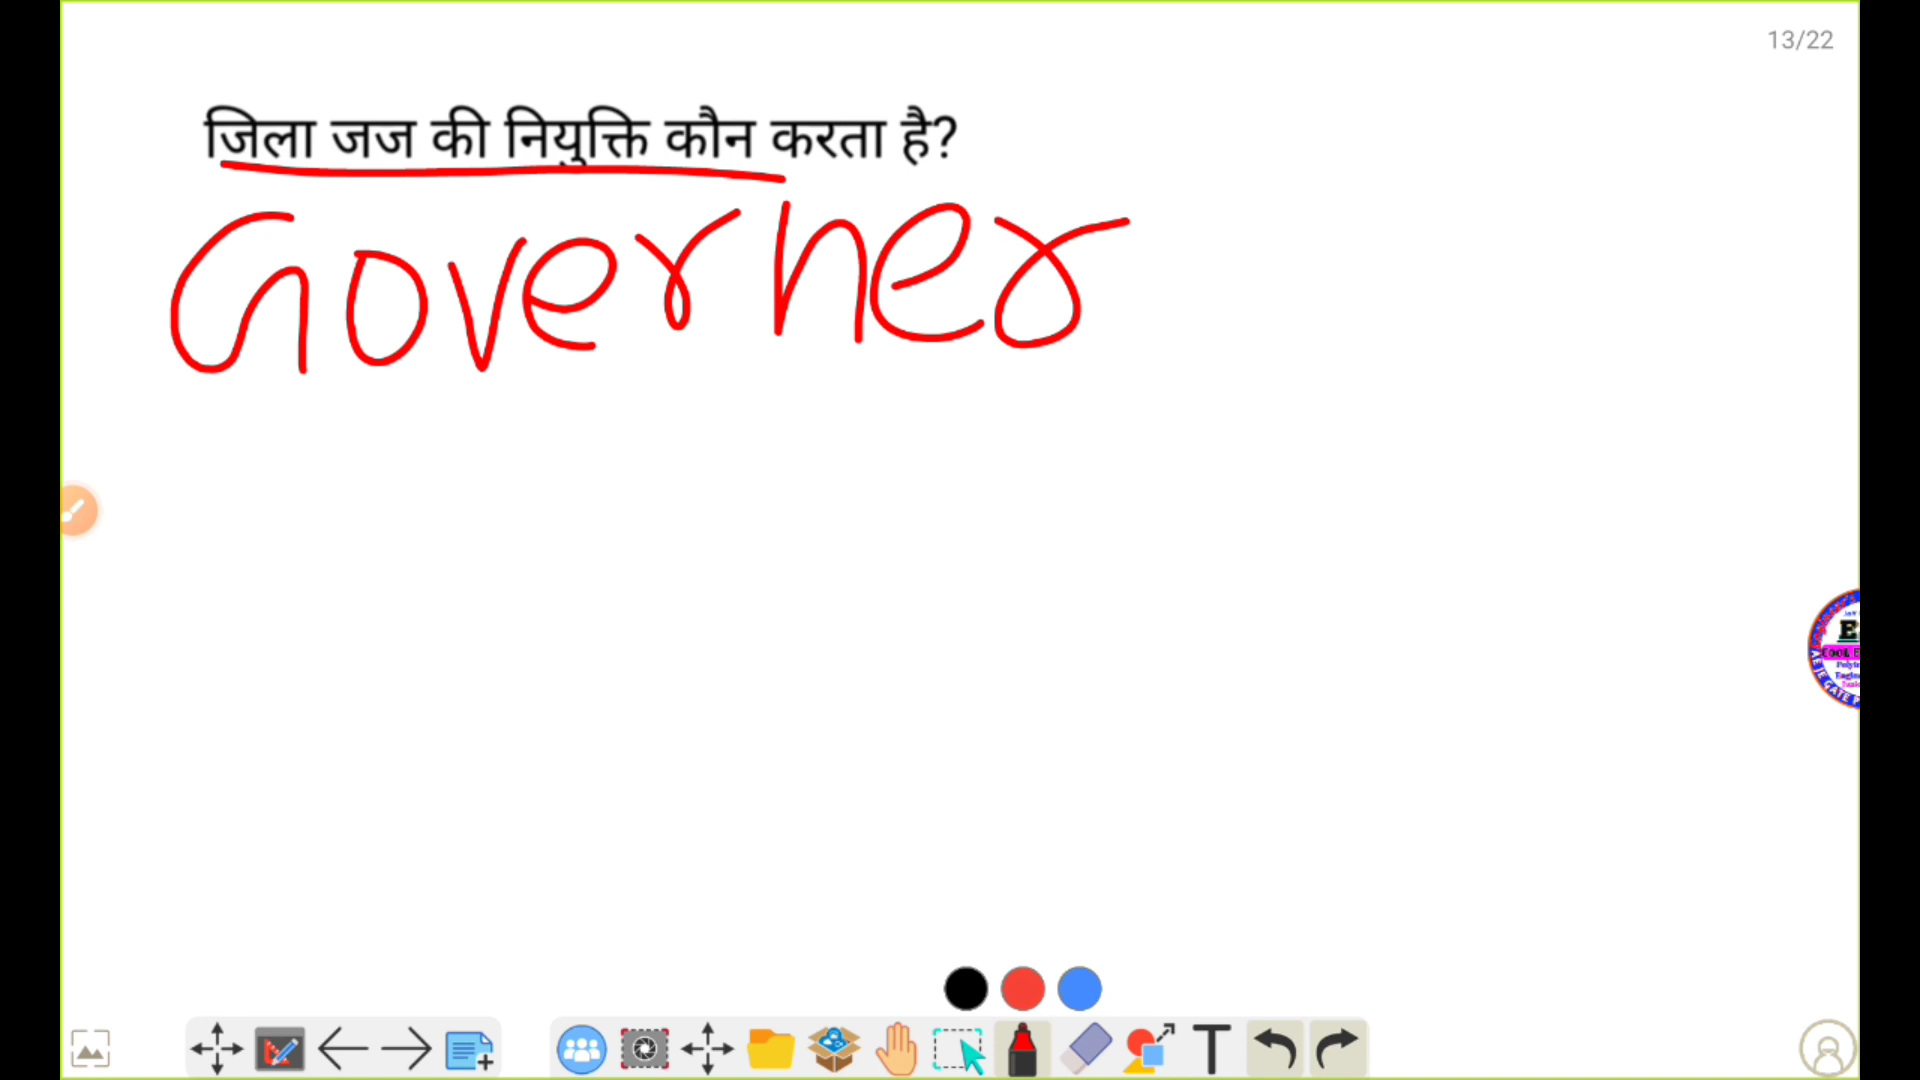 13/22
जिला जज की नियुक्ति कौन करता है?
Governer